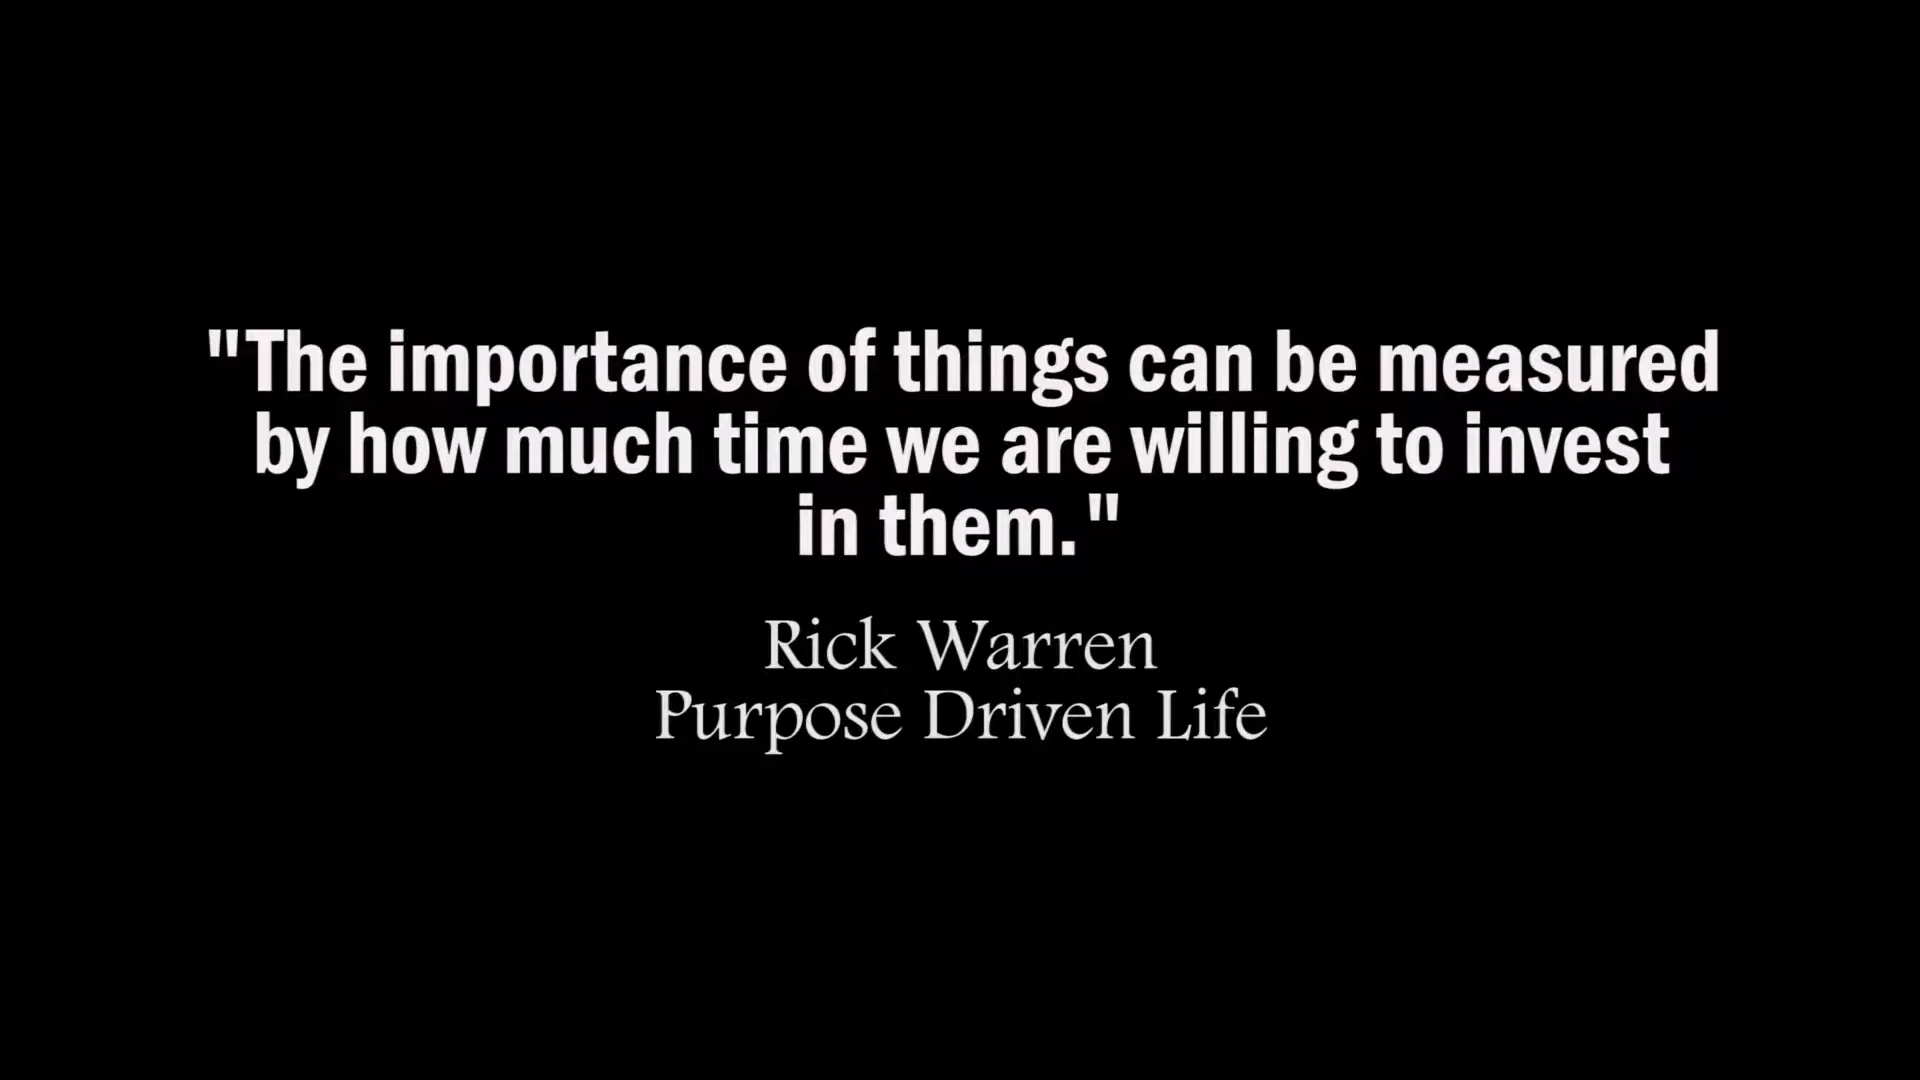 "The importance of things can be measured
by how much time we are willing to invest
in them."
Rick Warren
Purpose Driven Life